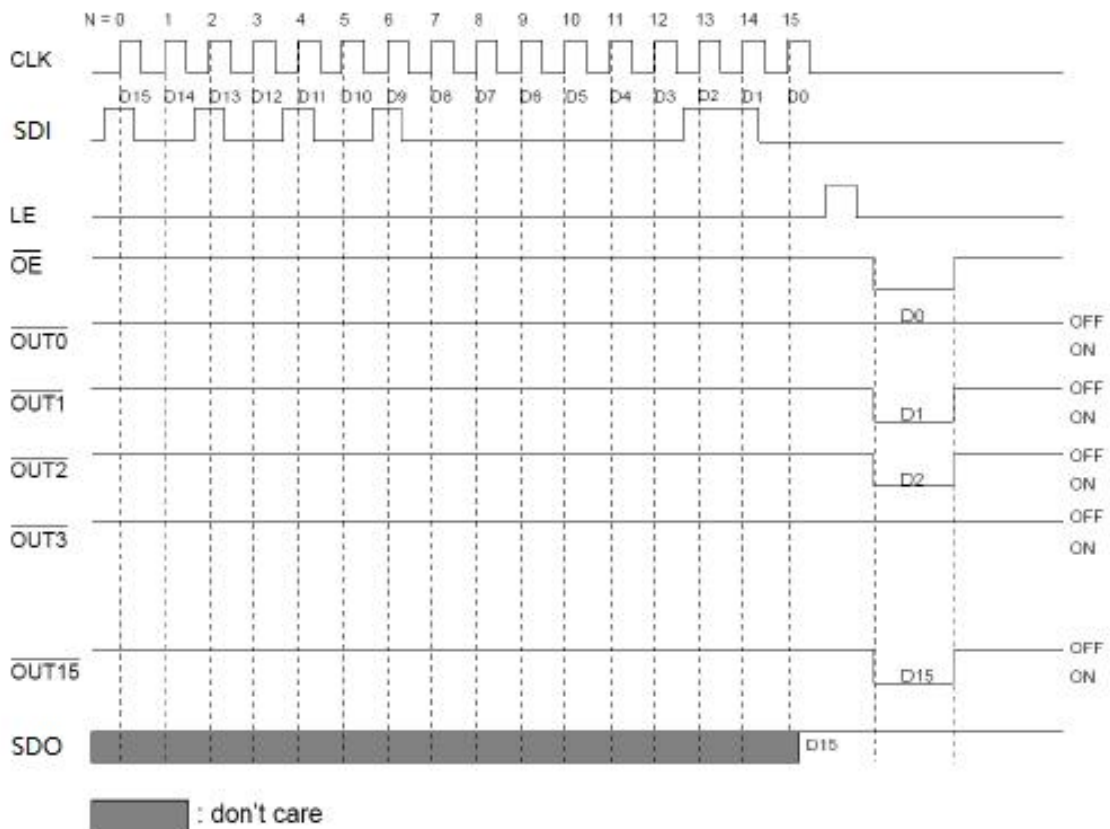 N = 0 1 2 3 4 5 6 7 8 9 10 11 12 13 14 15
CLK
D15 D14 D13 D12 D11 D10 D9 D8 D7 D6 D5 D4 D3 D2 D1 D0
SDI
LE
OE
D0
OFF
OUT0
ON
OFF
OUT1
D1
ON
OFF
OUT2
D2
ON
OFF
OUT3
ON
OFF
OUT15
D15
ON
SDO
D15
: don't care